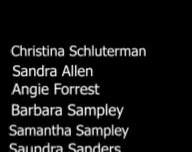 Christina Schluterman
Sandra Allen
Angie Forrest
Barbara Sampley
Samantha Sampley
Saundra Sanders